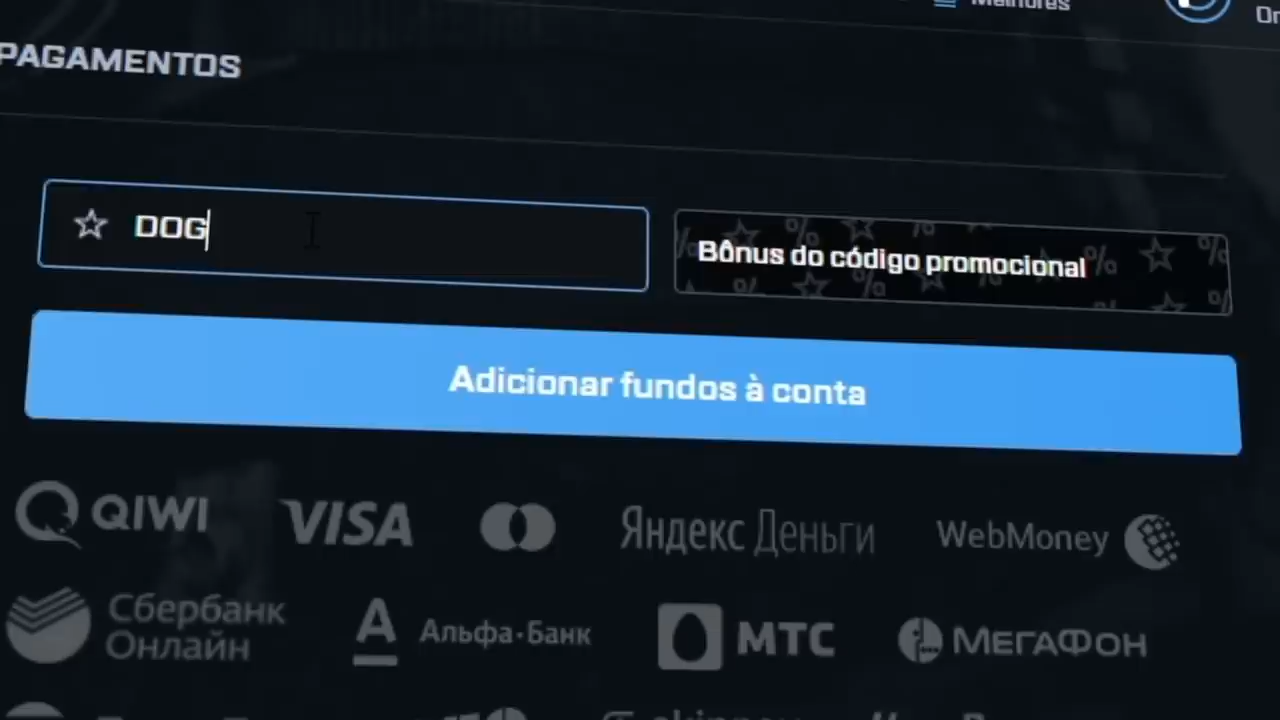 Melhores
PAGAMENTOS
DOG
Bônus do código promocional
Adicionar fundos à conta
QIWI VISA Яндекс Деньги WebMoney
Сбербанк
Онлайн
Альфа·Банк МТС МЕГАФОН